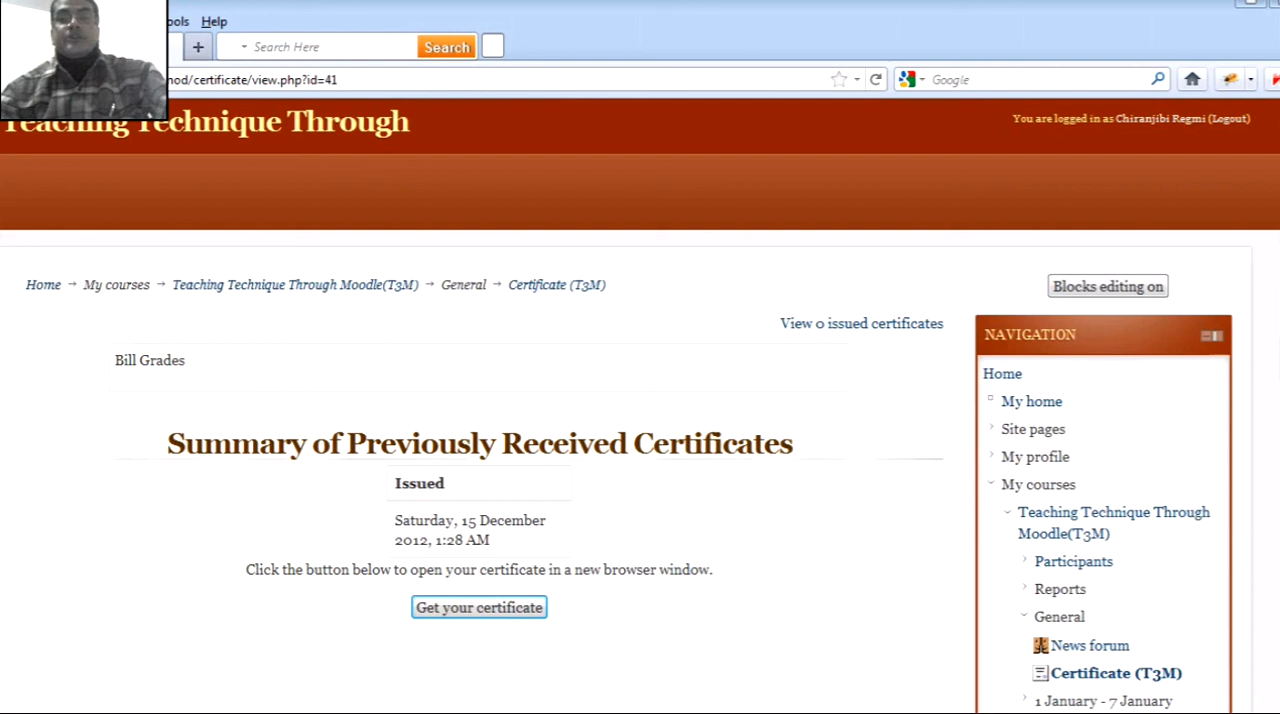 ols Help
+ Search Here Search
nod/certificate/view.php?id=41 Google
Teaching Technique Through
You are logged in as Chiranjibi Regmi (Logout)
Home → My courses → Teaching Technique Through Moodle(T3M) → General → Certificate (T3M)
Blocks editing on
View 0 issued certificates
Bill Grades
Summary of Previously Received Certificates
Issued
Saturday, 15 December
2012, 1:28 AM
Click the button below to open your certificate in a new browser window.
Get your certificate
NAVIGATION
Home
My home
Site pages
My profile
My courses
Teaching Technique Through
Moodle(T3M)
Participants
Reports
General
News forum
Certificate (T3M)
1 January - 7 January